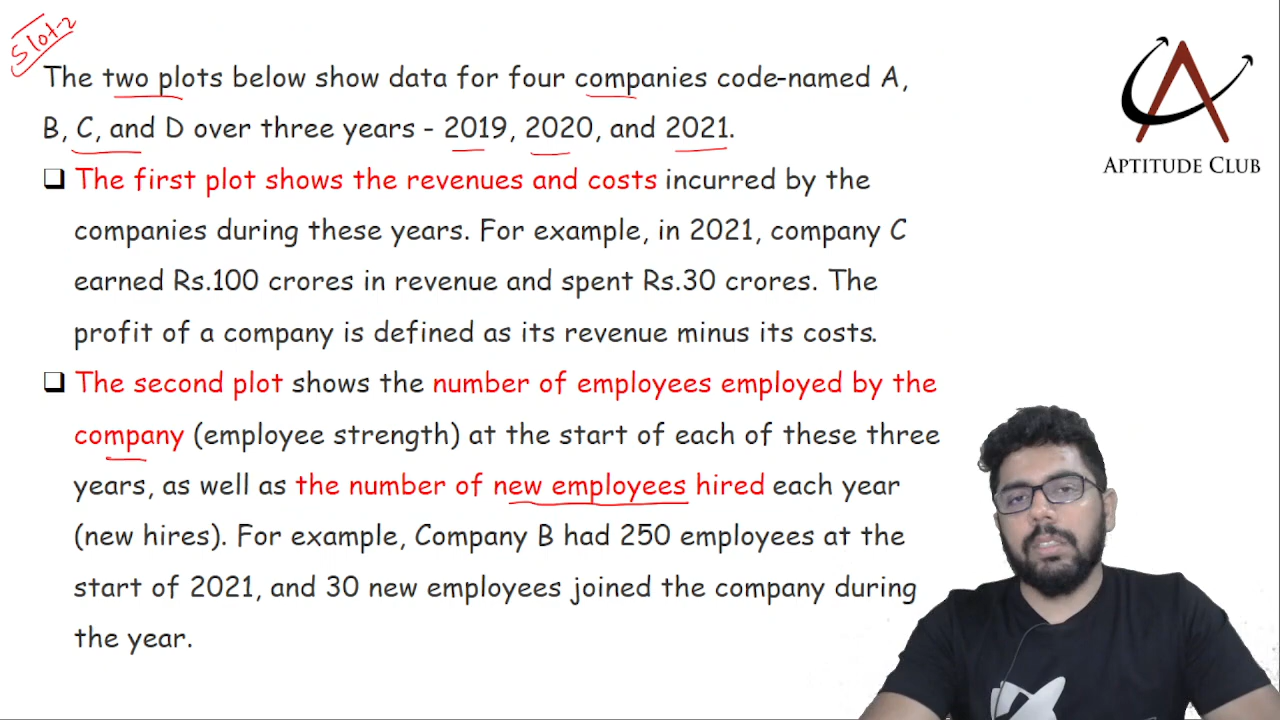 Slot-2
The two plots below show data for four companies code-named A,
B, C, and D over three years - 2019, 2020, and 2021.
The first plot shows the revenues and costs incurred by the
companies during these years. For example, in 2021, company C
earned Rs.100 crores in revenue and spent Rs.30 crores. The
profit of a company is defined as its revenue minus its costs.
The second plot shows the number of employees employed by the
company (employee strength) at the start of each of these three
years, as well as the number of new employees hired each year
(new hires). For example, Company B had 250 employees at the
start of 2021, and 30 new employees joined the company during
the year.
APTITUDE CLUB